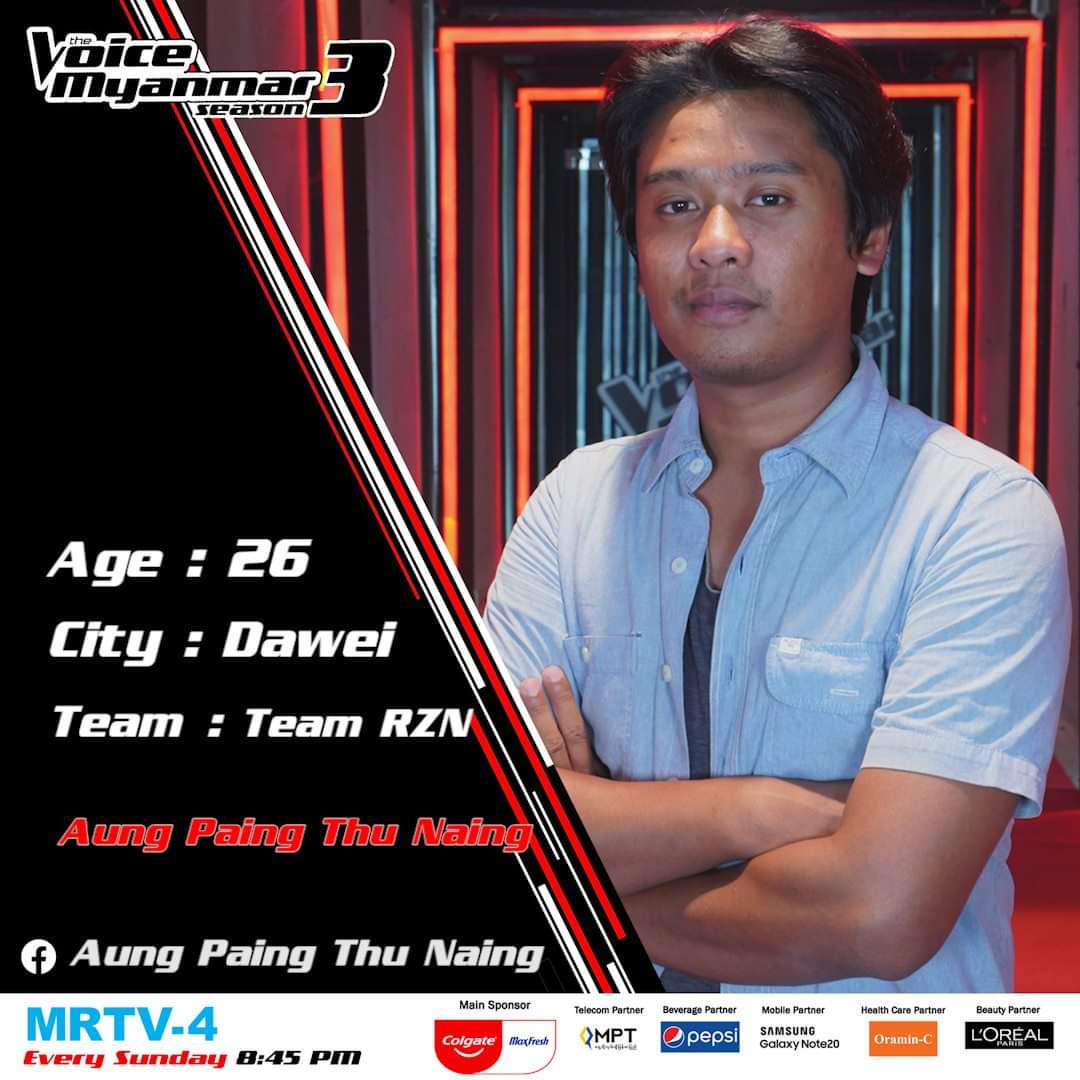 the
Voice
Myanmar
season 3
Age : 26
City : Dawei
Team : Team RZN
Aung Paing Thu Naing
Aung Paing Thu Naing
MRTV-4
Every Sunday 8:45 PM
Main Sponsor
Colgate MaxFresh
Telecom Partner
MPT
Beverage Partner
pepsi
Mobile Partner
SAMSUNG
Galaxy Note20
Health Care Partner
Oramin-C
Beauty Partner
L'ORÉAL
PARIS